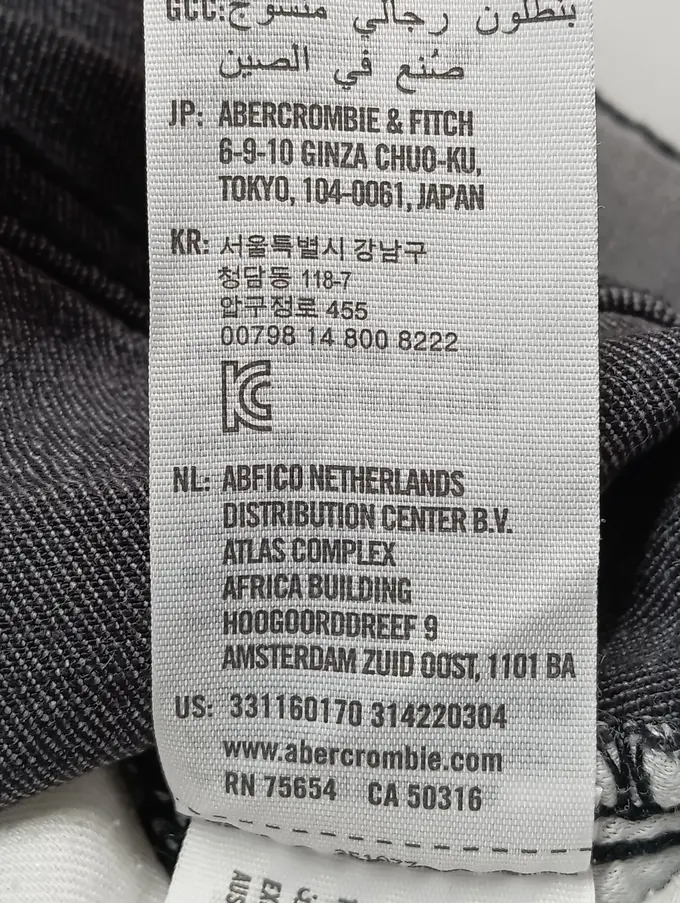 GCC: بنطلون رجالي منسوج
صُنع في الصين
JP: ABERCROMBIE & FITCH
6-9-10 GINZA CHUO-KU,
TOKYO, 104-0061, JAPAN
KR: 서울특별시 강남구
청담동 118-7
압구정로 455
00798 14 800 8222
KC
NL: ABFICO NETHERLANDS
DISTRIBUTION CENTER B.V.
ATLAS COMPLEX
AFRICA BUILDING
HOOGOORDDREEF 9
AMSTERDAM ZUID OOST, 1101 BA
US: 331160170 314220304
www.abercrombie.com
RN 75654 CA 50316
AUS